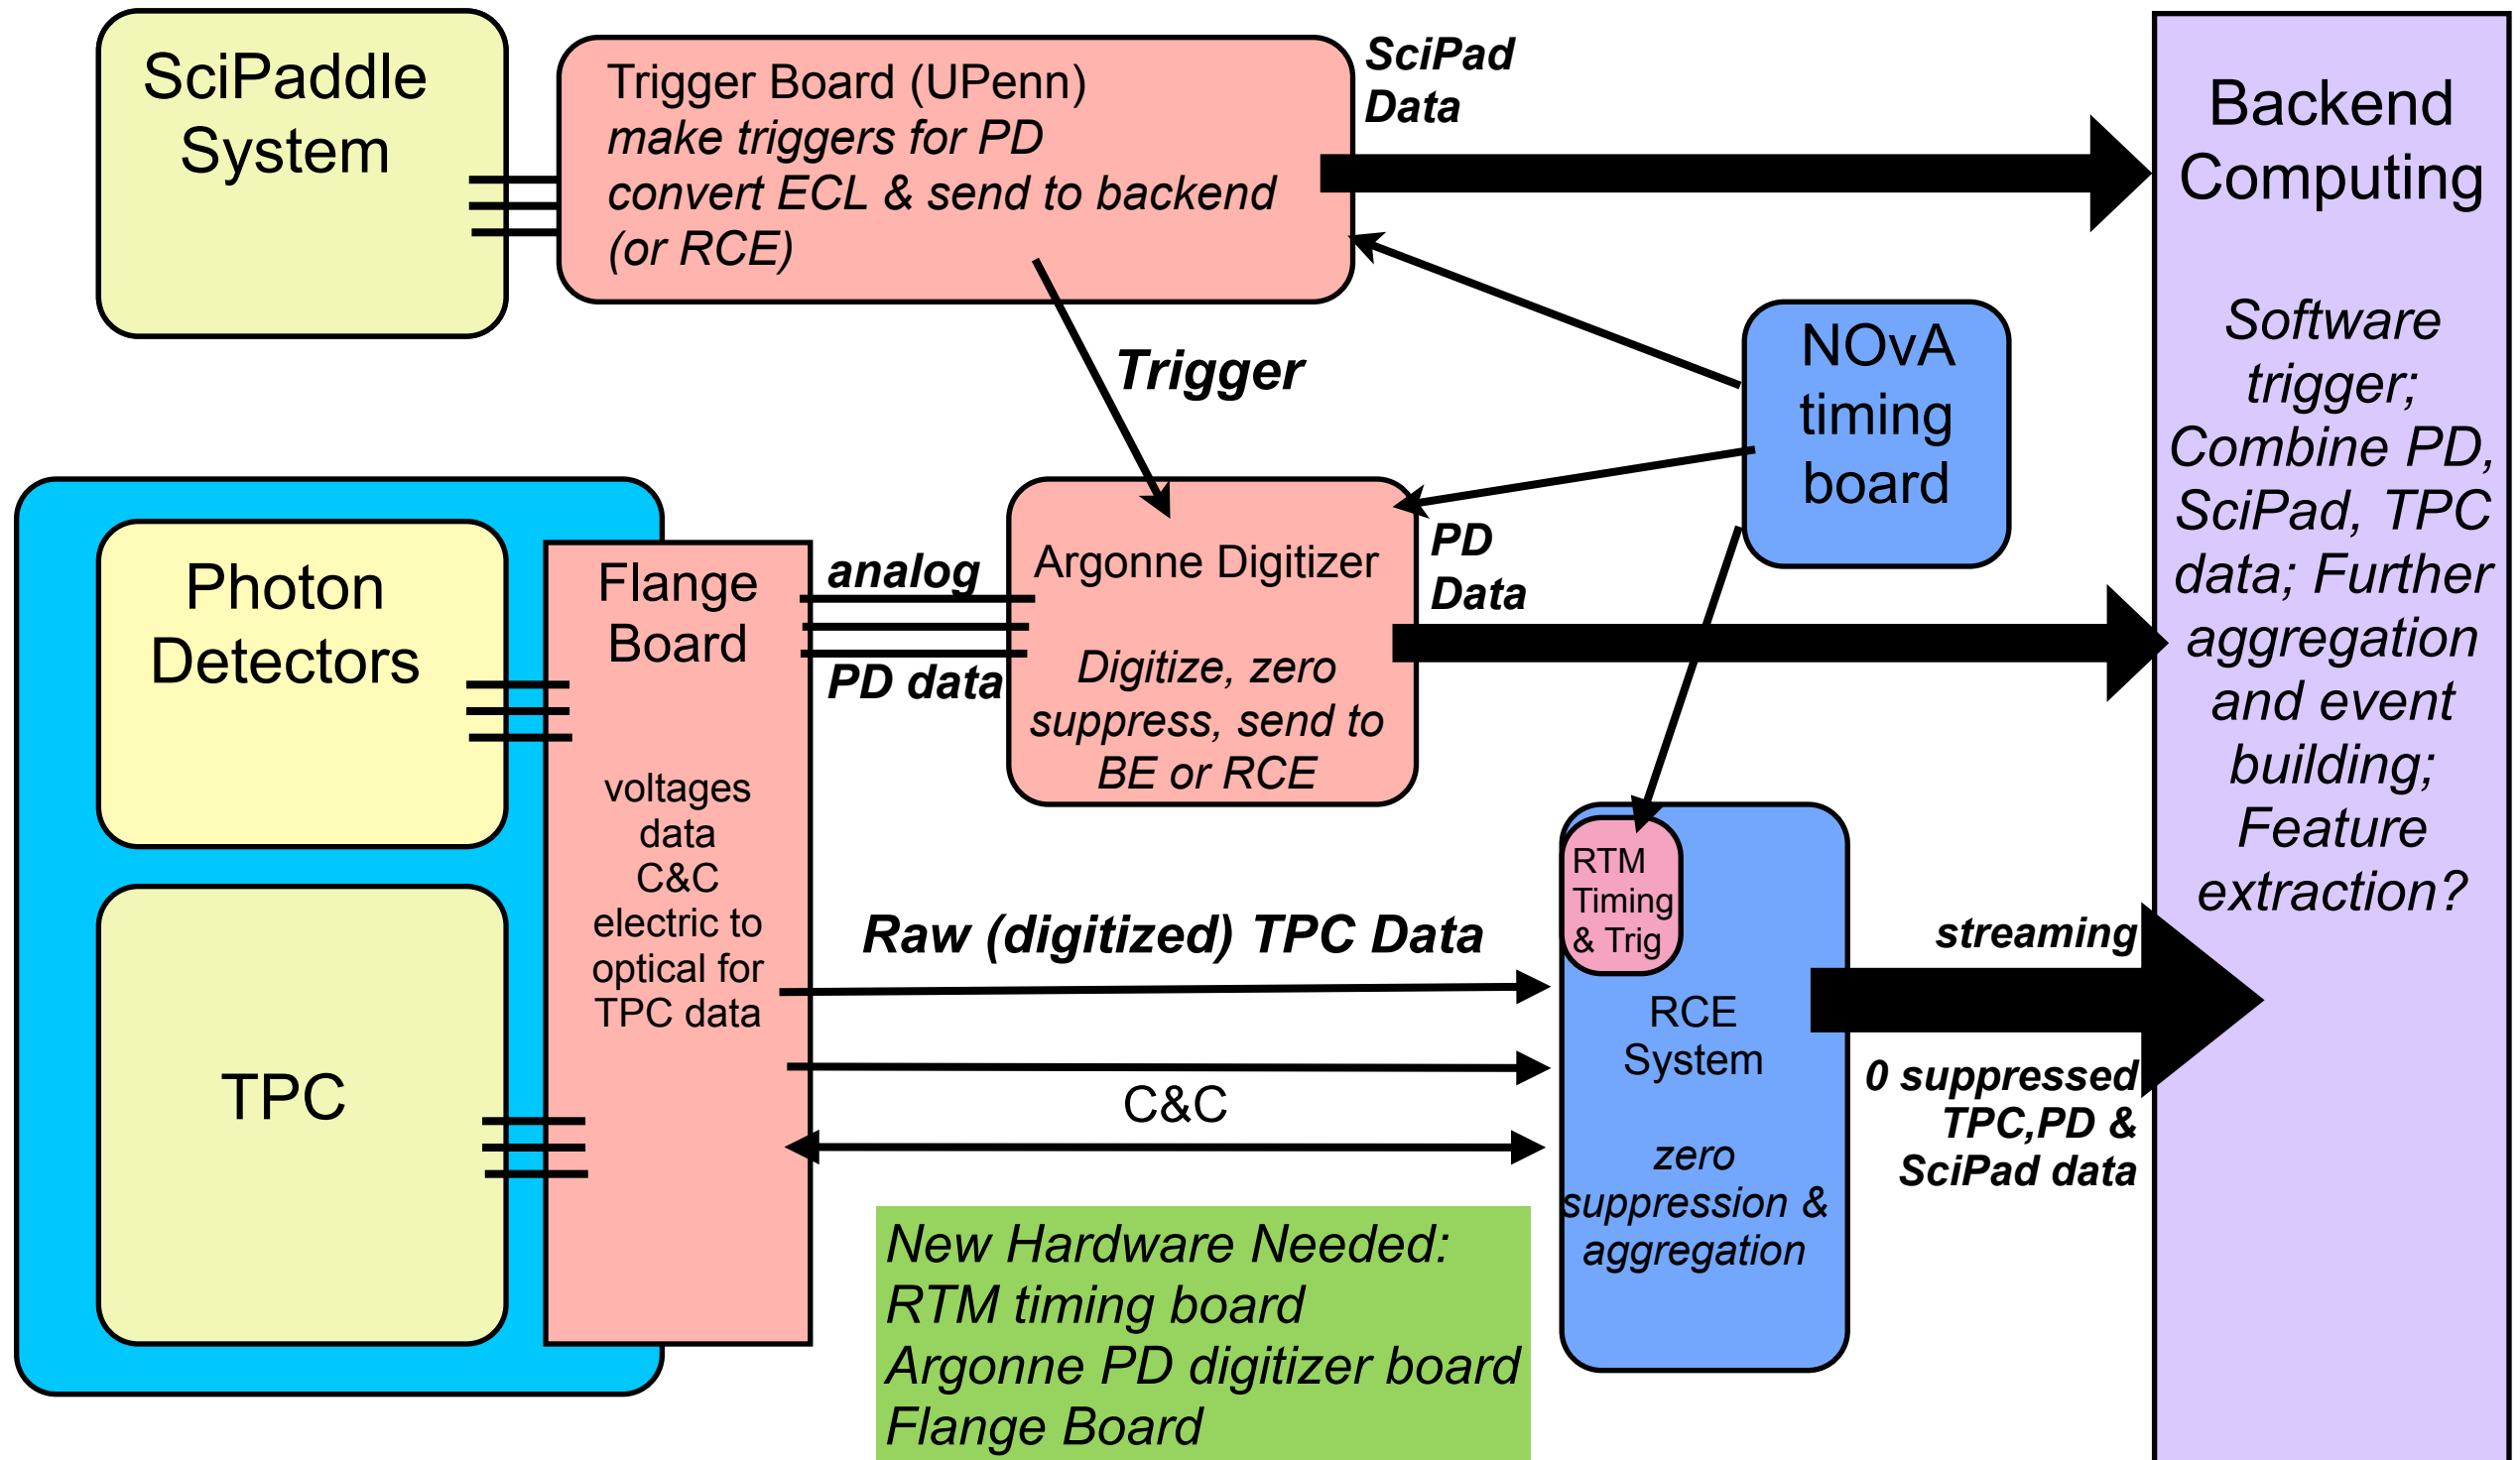 SciPaddle
System
Trigger Board (UPenn)
make triggers for PD
convert ECL & send to backend
(or RCE)
SciPad
Data
Backend
Computing
Software
trigger;
Combine PD,
SciPad, TPC
data; Further
aggregation
and event
building;
Feature
extraction?
Trigger
NOvA
timing
board
Photon
Detectors
Flange
Board
voltages
data
C&C
electric to
optical for
TPC data
analog
PD data
Argonne Digitizer
Digitize, zero
suppress, send to
BE or RCE
PD
Data
TPC
Raw (digitized) TPC Data
C&C
RTM
Timing
& Trig
RCE
System
zero
suppression &
aggregation
streaming
0 suppressed
TPC,PD &
SciPad data
New Hardware Needed:
RTM timing board
Argonne PD digitizer board
Flange Board